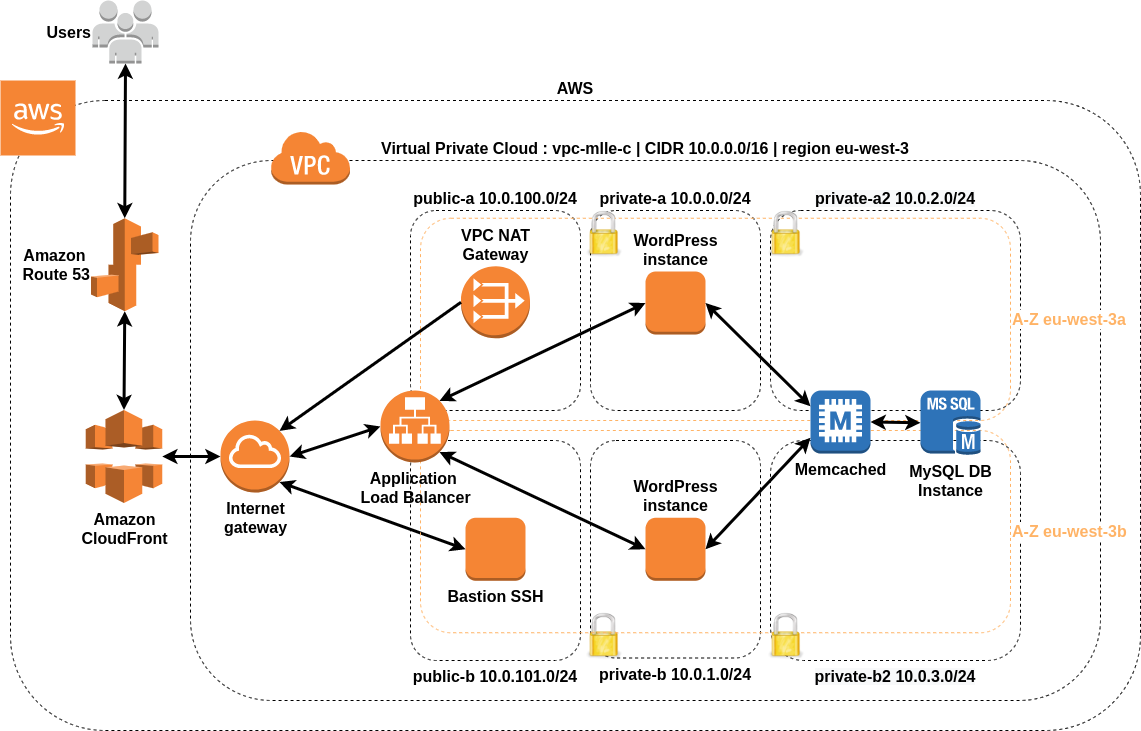 Users
AWS
aws
VPC
Virtual Private Cloud : vpc-mlle-c | CIDR 10.0.0.0/16 | region eu-west-3
public-a 10.0.100.0/24
private-a 10.0.0.0/24
private-a2 10.0.2.0/24
VPC NAT
Gateway
WordPress
instance
Amazon
Route 53
A-Z eu-west-3a
M
MS SQL
M
Application
Load Balancer
Memcached
MySQL DB
Instance
WordPress
instance
Internet
gateway
Amazon
CloudFront
A-Z eu-west-3b
Bastion SSH
public-b 10.0.101.0/24
private-b 10.0.1.0/24
private-b2 10.0.3.0/24